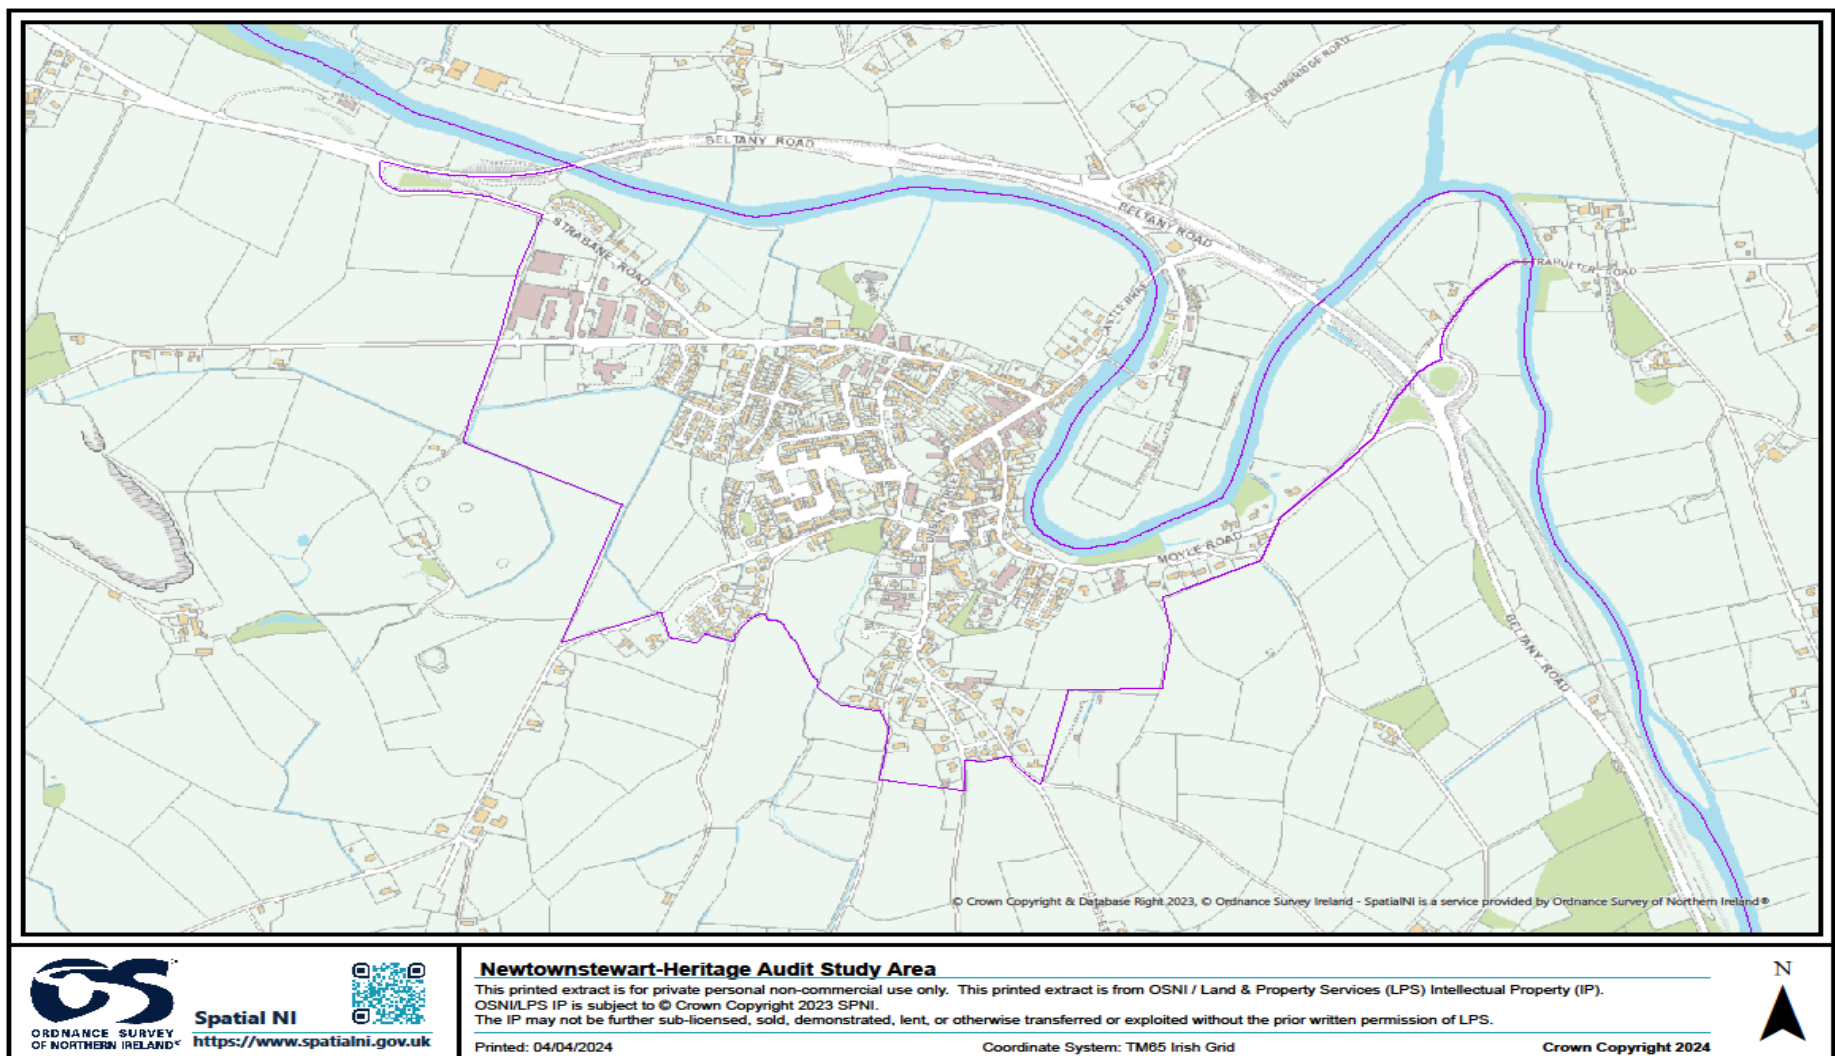 PLUMBRIDGE ROAD
BELTANY ROAD
BELTANY ROAD
STRABANE ROAD
STRAPULTER ROAD
MOYLE ROAD
BELTANY ROAD
© Crown Copyright & Database Right 2023, © Ordnance Survey Ireland - SpatialNI is a service provided by Ordnance Survey of Northern Ireland®
OS
ORDNANCE SURVEY
OF NORTHERN IRELAND
Spatial NI
https://www.spatialni.gov.uk
Newtownstewart-Heritage Audit Study Area
This printed extract is for private personal non-commercial use only. This printed extract is from OSNI / Land & Property Services (LPS) Intellectual Property (IP).
OSNI/LPS IP is subject to © Crown Copyright 2023 SPNI.
The IP may not be further sub-licensed, sold, demonstrated, lent, or otherwise transferred or exploited without the prior written permission of LPS.
Printed: 04/04/2024
Coordinate System: TM65 Irish Grid
Crown Copyright 2024
N